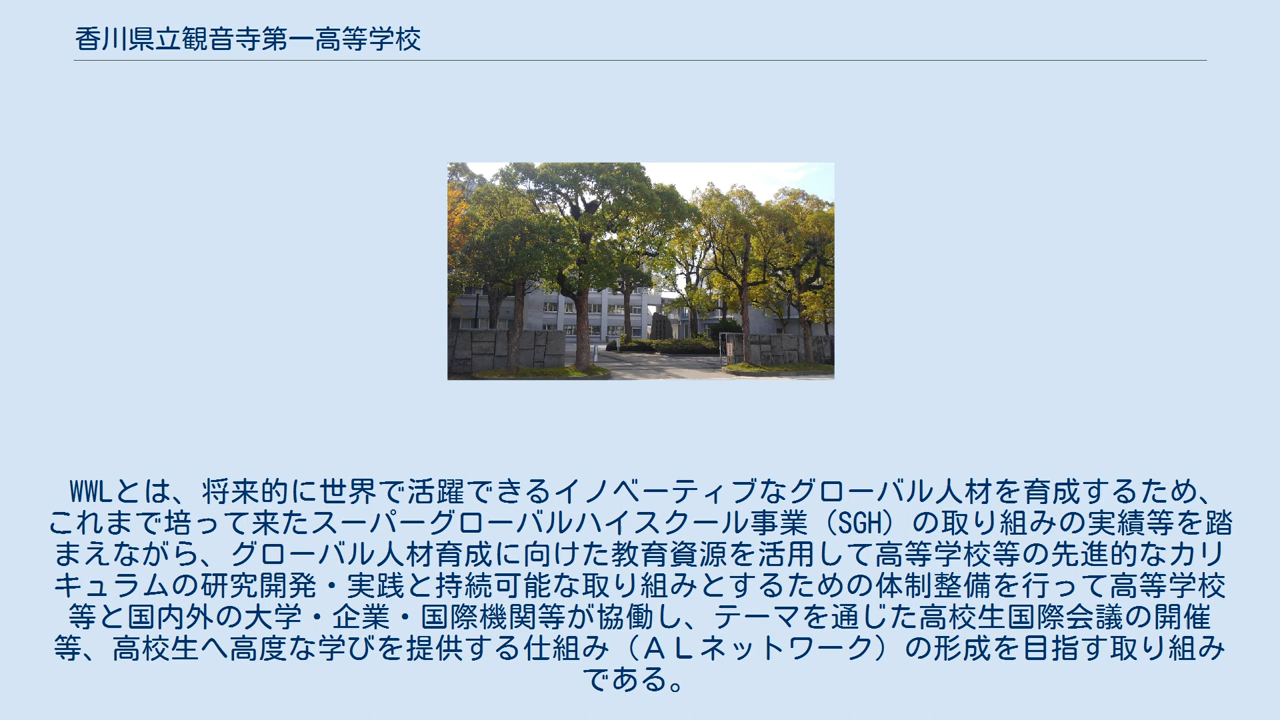 香川県立観音寺第一高等学校
WWLとは、将来的に世界で活躍できるイノベーティブなグローバル人材を育成するため、
これまで培って来たスーパーグローバルハイスクール事業（SGH）の取り組みの実績等を踏
まえながら、グローバル人材育成に向けた教育資源を活用して高等学校等の先進的なカリ
キュラムの研究開発・実践と持続可能な取り組みとするための体制整備を行って高等学校
等と国内外の大学・企業・国際機関等が協働し、テーマを通じた高校生国際会議の開催
等、高校生へ高度な学びを提供する仕組み（ＡＬネットワーク）の形成を目指す取り組み
である。